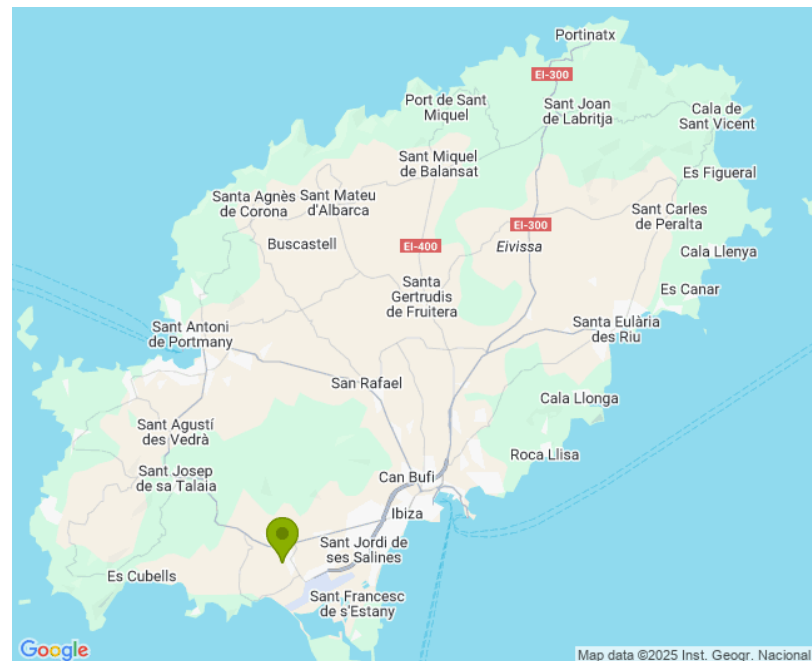 Portinatx
EI-300
Port de Sant
Miquel
Sant Joan
de Labritja
Cala de
Sant Vicent
Sant Miquel
de Balansat
Es Figueral
Santa Agnès
de Corona
Sant Mateu
d'Albarca
Sant Carles
de Peralta
EI-300
Buscastell
EI-400
Eivissa
Cala Llenya
Santa
Gertrudis
de Fruitera
Es Canar
Sant Antoni
de Portmany
Santa Eulària
des Riu
San Rafael
Cala Llonga
Sant Agustí
des Vedrà
Roca Llisa
Sant Josep
de sa Talaia
Can Bufi
Ibiza
Sant Jordi de
ses Salines
Es Cubells
Sant Francesc
de s'Estany
Google
Map data ©2025 Inst. Geogr. Nacional